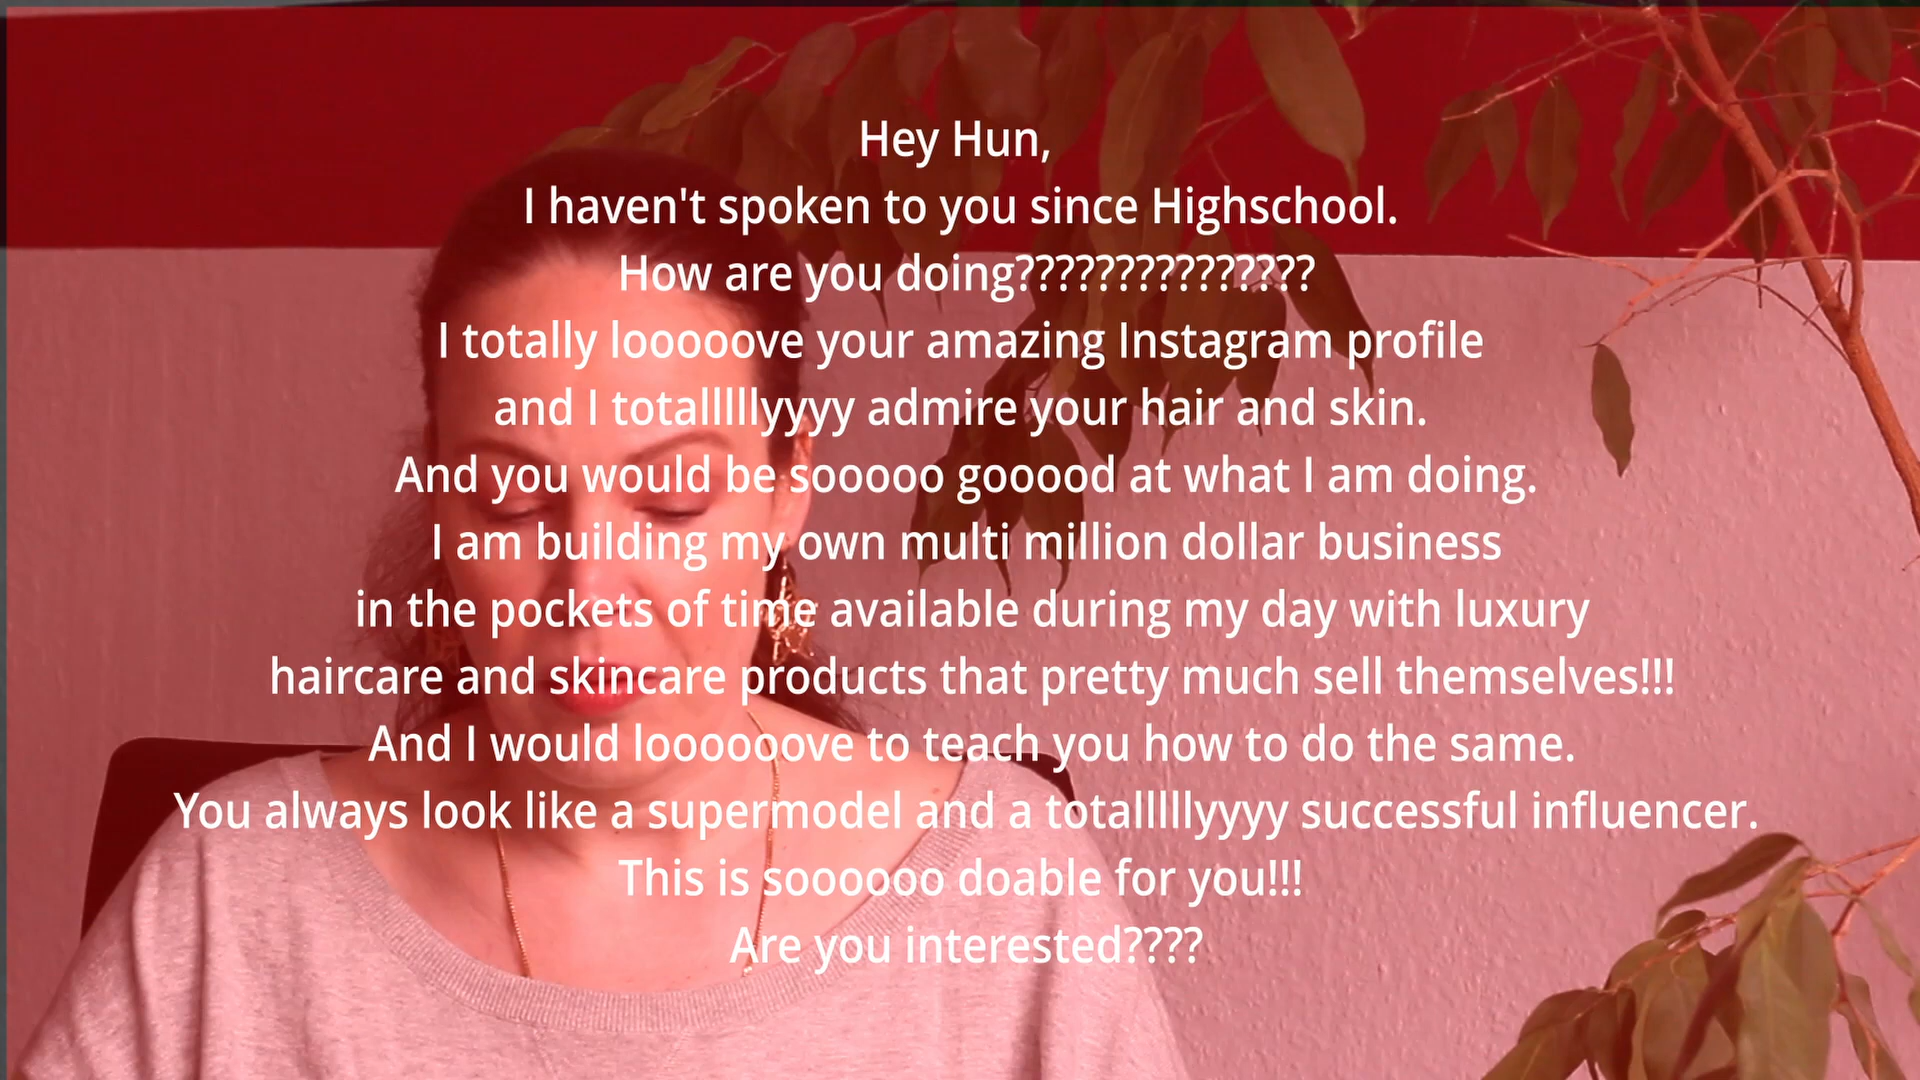 Hey Hun,
I haven't spoken to you since Highschool.
How are you doing???????????????
I totally looooove your amazing Instagram profile
and I totalllllyyyy admire your hair and skin.
And you would be sooooo gooood at what I am doing.
I am building my own multi million dollar business
in the pockets of time available during my day with luxury
haircare and skincare products that pretty much sell themselves!!!
And I would loooooove to teach you how to do the same.
You always look like a supermodel and a totalllllyyyy successful influencer.
This is soooooo doable for you!!!
Are you interested????